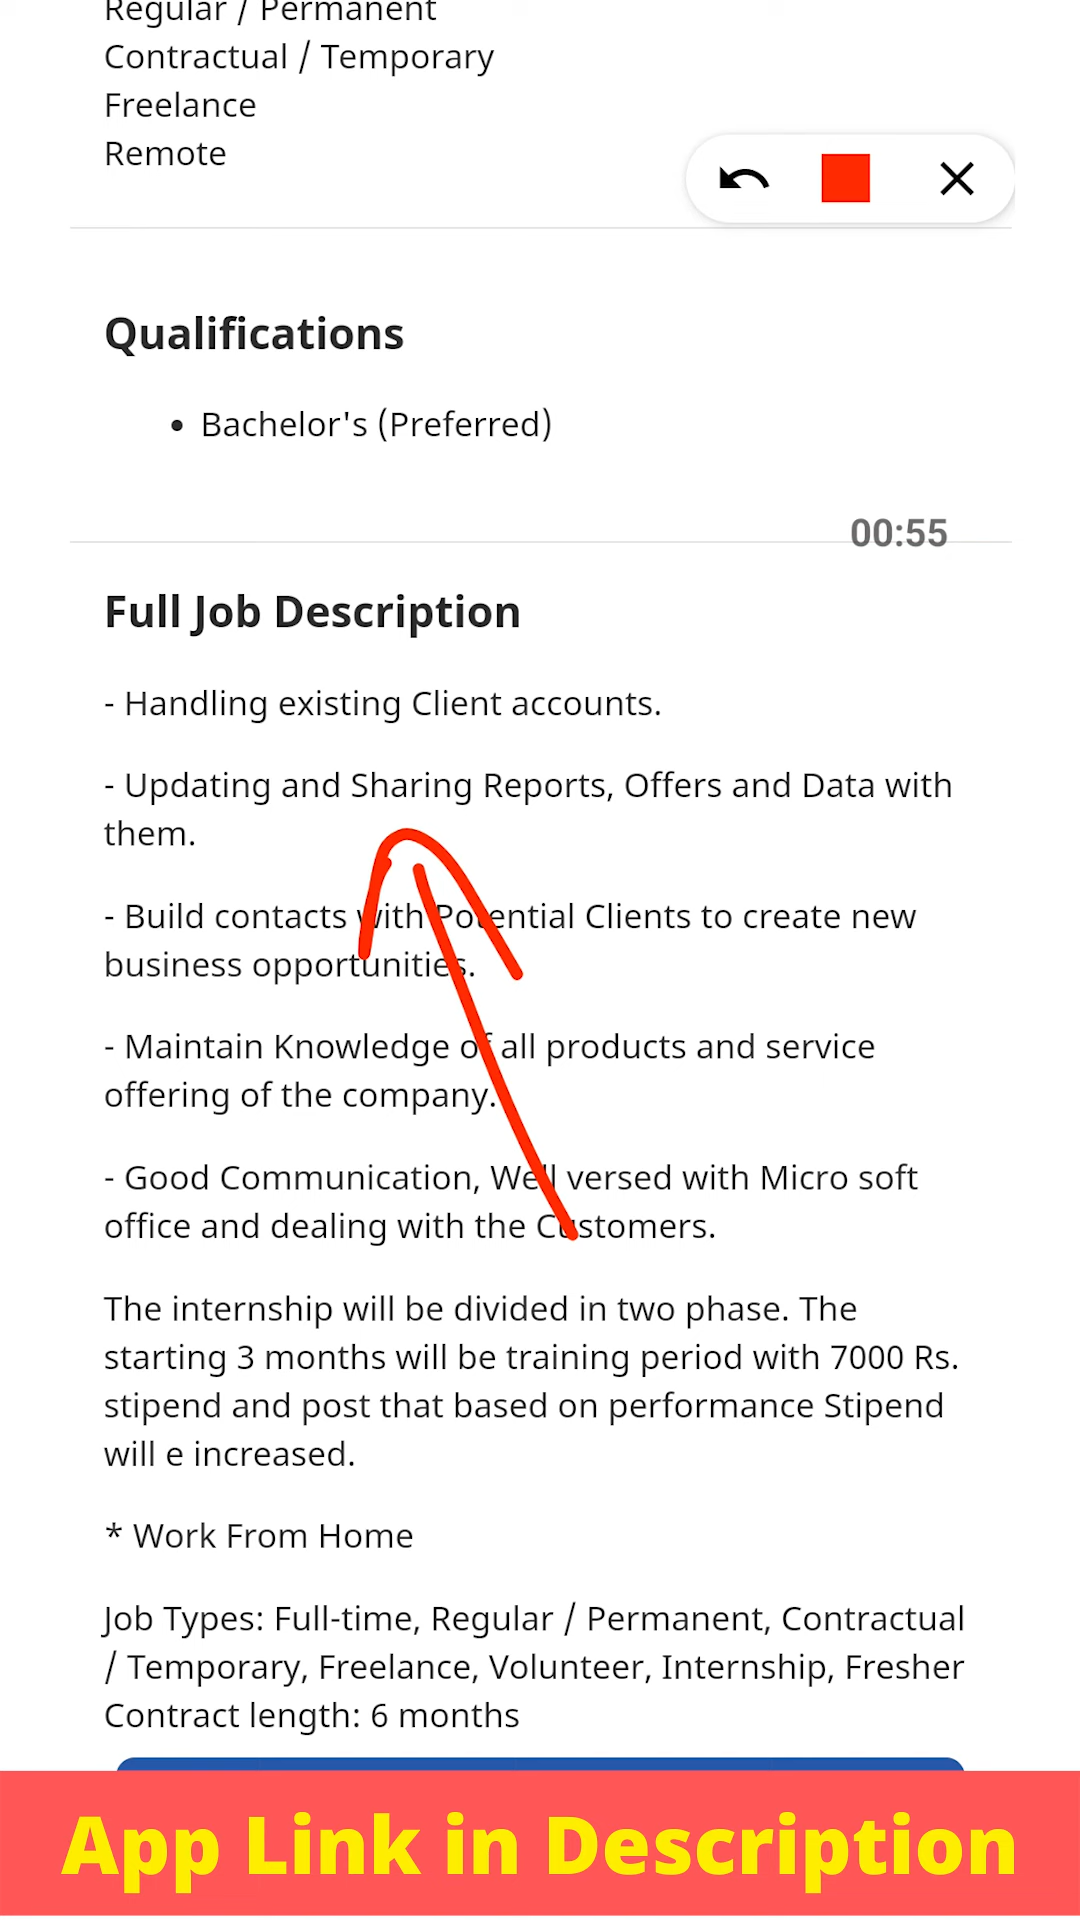 Regular / Permanent
Contractual / Temporary
Freelance
Remote
Qualifications
• Bachelor's (Preferred)
00:55
Full Job Description
- Handling existing Client accounts.
- Updating and Sharing Reports, Offers and Data with
them.
- Build contacts with Potential Clients to create new
business opportunities.
- Maintain Knowledge of all products and service
offering of the company.
- Good Communication, Well versed with Micro soft
office and dealing with the Customers.
The internship will be divided in two phase. The
starting 3 months will be training period with 7000 Rs.
stipend and post that based on performance Stipend
will e increased.
* Work From Home
Job Types: Full-time, Regular / Permanent, Contractual
/ Temporary, Freelance, Volunteer, Internship, Fresher
Contract length: 6 months
App Link in Description